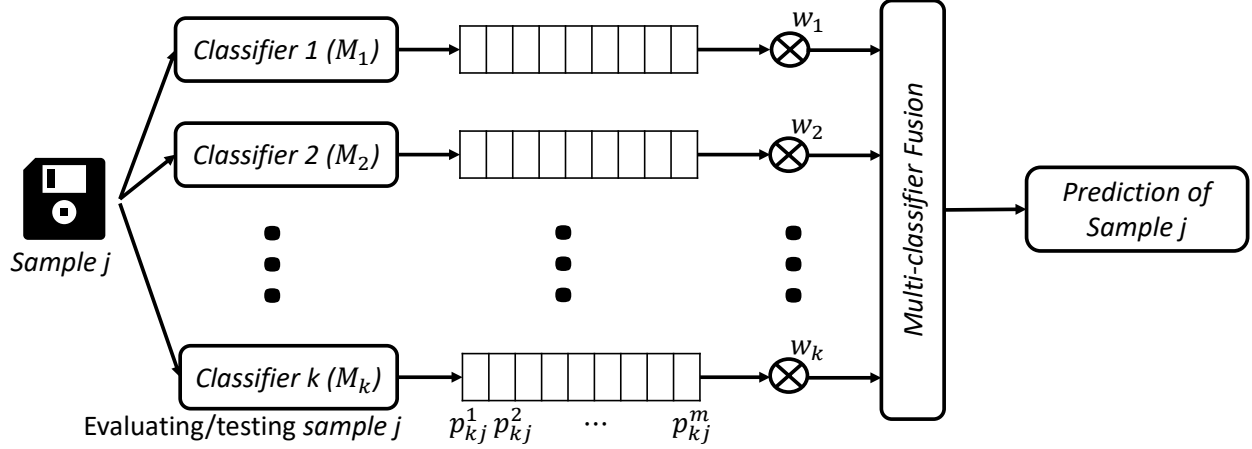 Classifier 1 (M₁)
w₁
Classifier 2 (M₂)
w₂
Multi-classifier Fusion
Prediction of
Sample j
Sample j
Classifier k (Mₖ)
wₖ
Evaluating/testing sample j
p¹ₖⱼ p²ₖⱼ ... pᵐₖⱼ